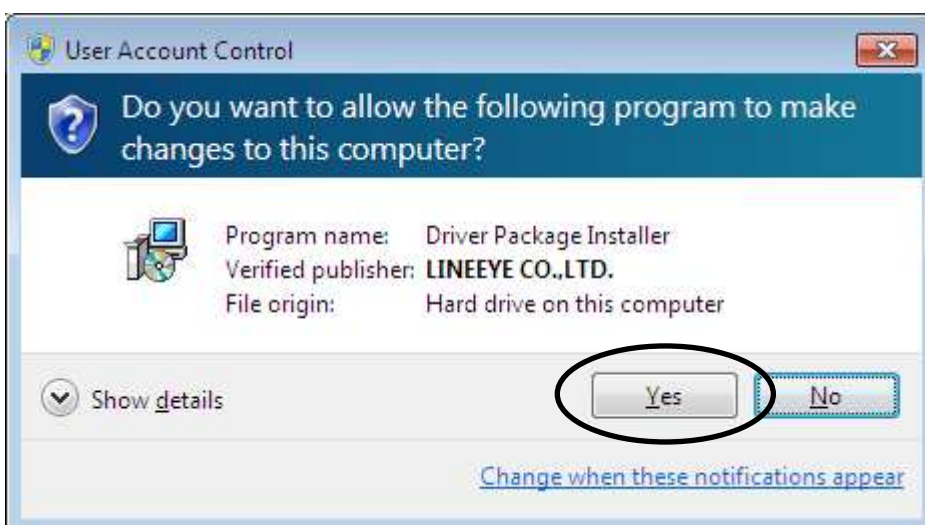 User Account Control
Do you want to allow the following program to make
changes to this computer?
Program name: Driver Package Installer
Verified publisher: LINEEYE CO.,LTD.
File origin: Hard drive on this computer
Show details
Yes No
Change when these notifications appear